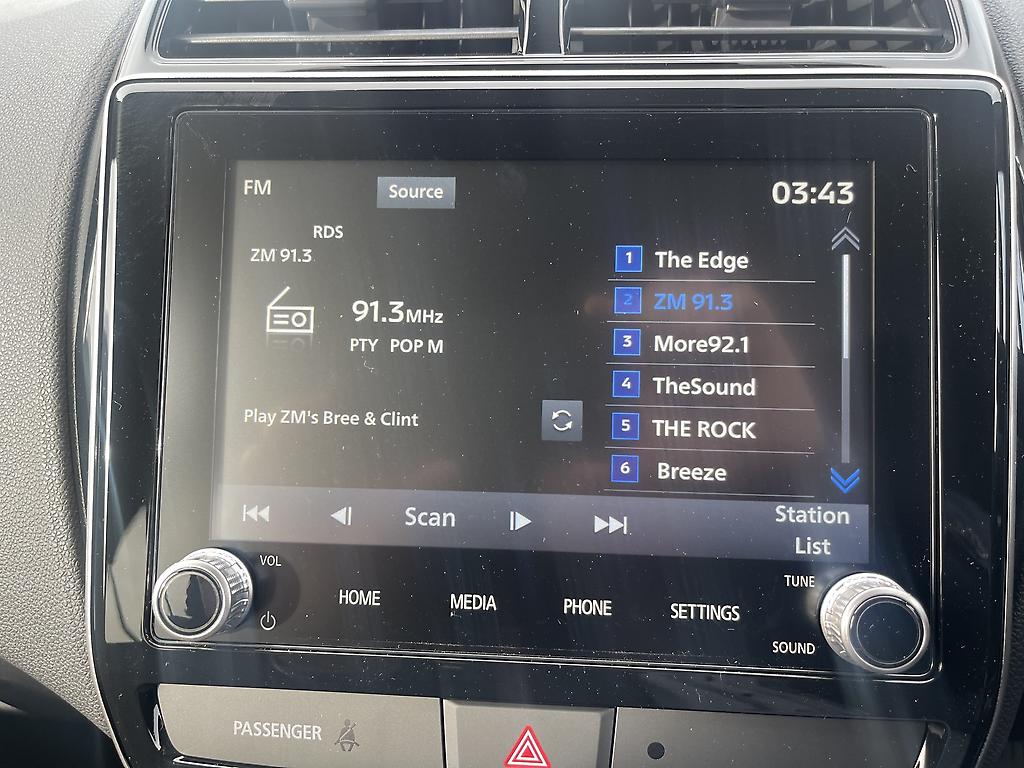 FM
Source
03:43
RDS
ZM 91.3
91.3MHz
PTY POP M
Play ZM's Bree & Clint
1 The Edge
2 ZM 91.3
3 More92.1
4 TheSound
5 THE ROCK
6 Breeze
Scan
Station
List
VOL
HOME
MEDIA
PHONE
SETTINGS
TUNE
SOUND
PASSENGER